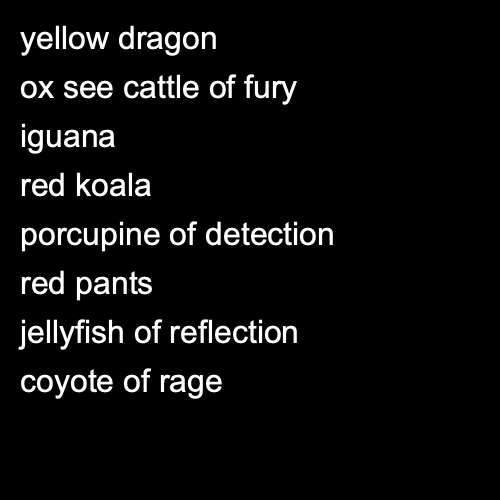 yellow dragon
ox see cattle of fury
iguana
red koala
porcupine of detection
red pants
jellyfish of reflection
coyote of rage